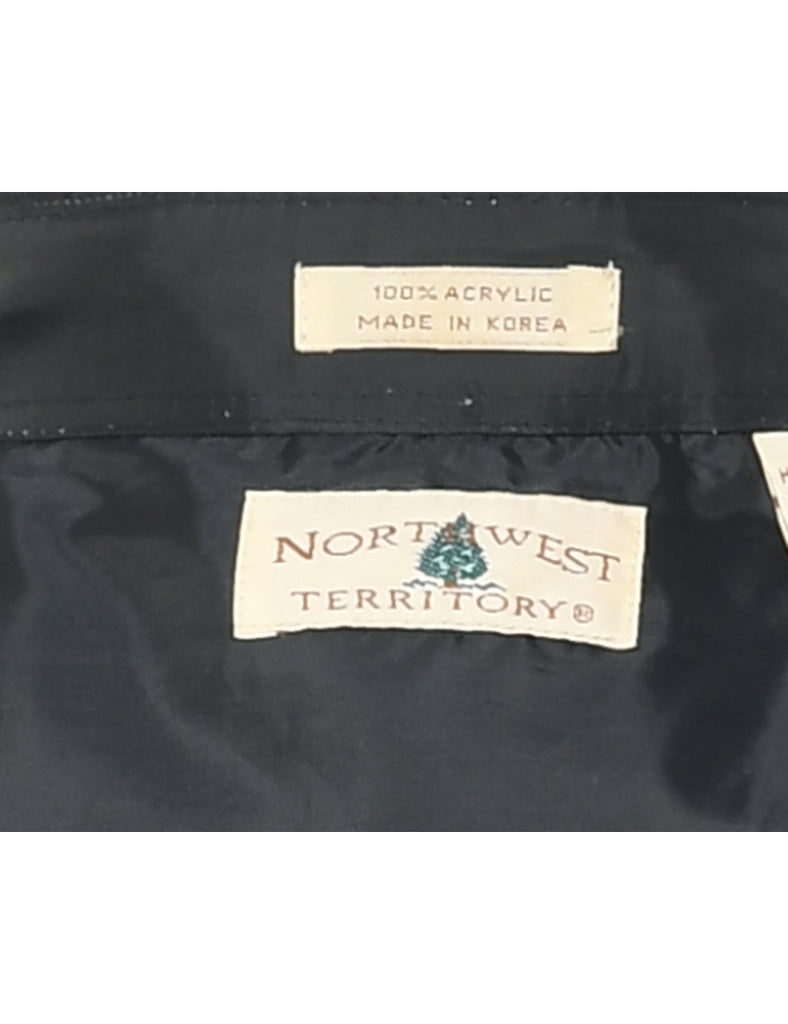 100% ACRYLIC
MADE IN KOREA
NORTHWEST
TERRITORY®